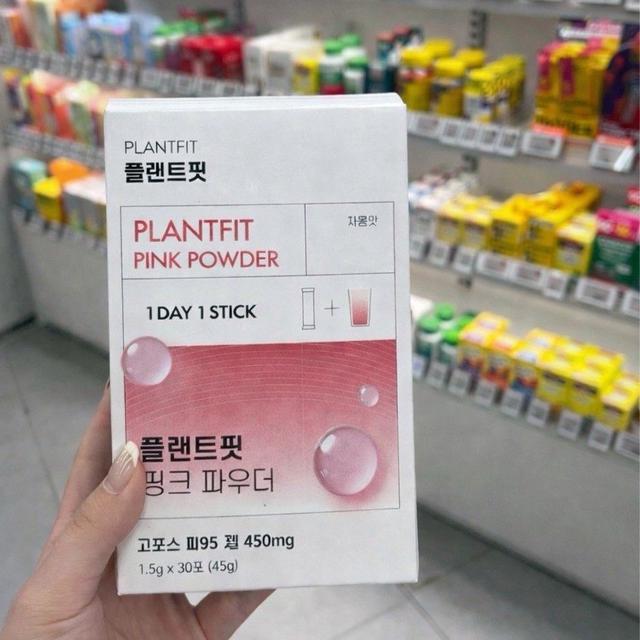 PLANTFIT
플랜트핏
PLANTFIT
PINK POWDER
자몽맛
1 DAY 1 STICK
플랜트핏
핑크 파우더
고포스 피95 젤 450mg
1.5g x 30포 (45g)